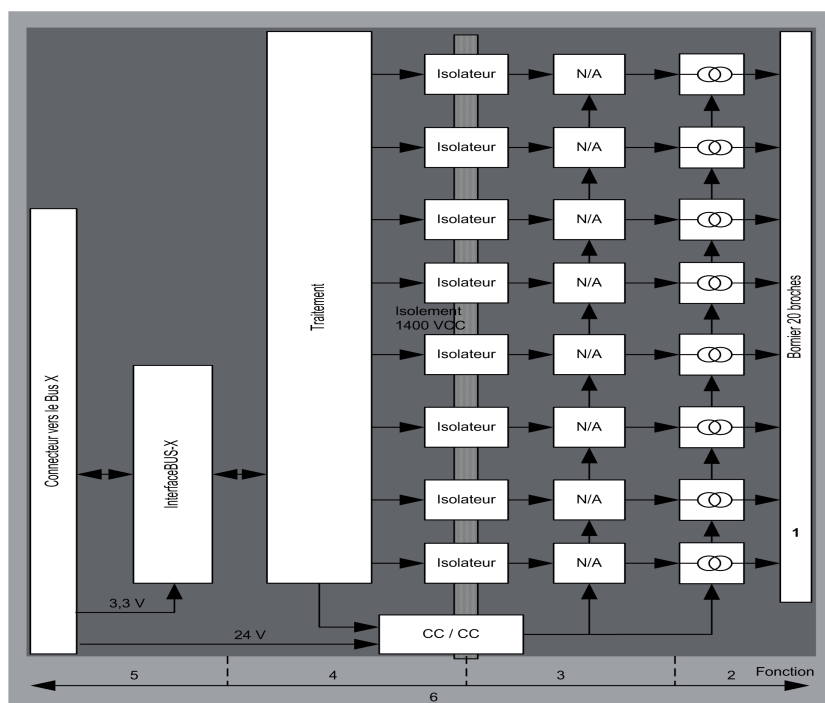 Isolateur
N/A
Isolateur
N/A
Isolateur
N/A
Isolateur
N/A
Isolement
1400 VCC
Isolateur
N/A
Isolateur
N/A
Isolateur
N/A
Isolateur
N/A
Traitement
Bornier 20 broches
1
Connecteur vers le Bus X
InterfaceBUS-X
3,3 V
24 V
CC / CC
5
4
3
2
Fonction
6